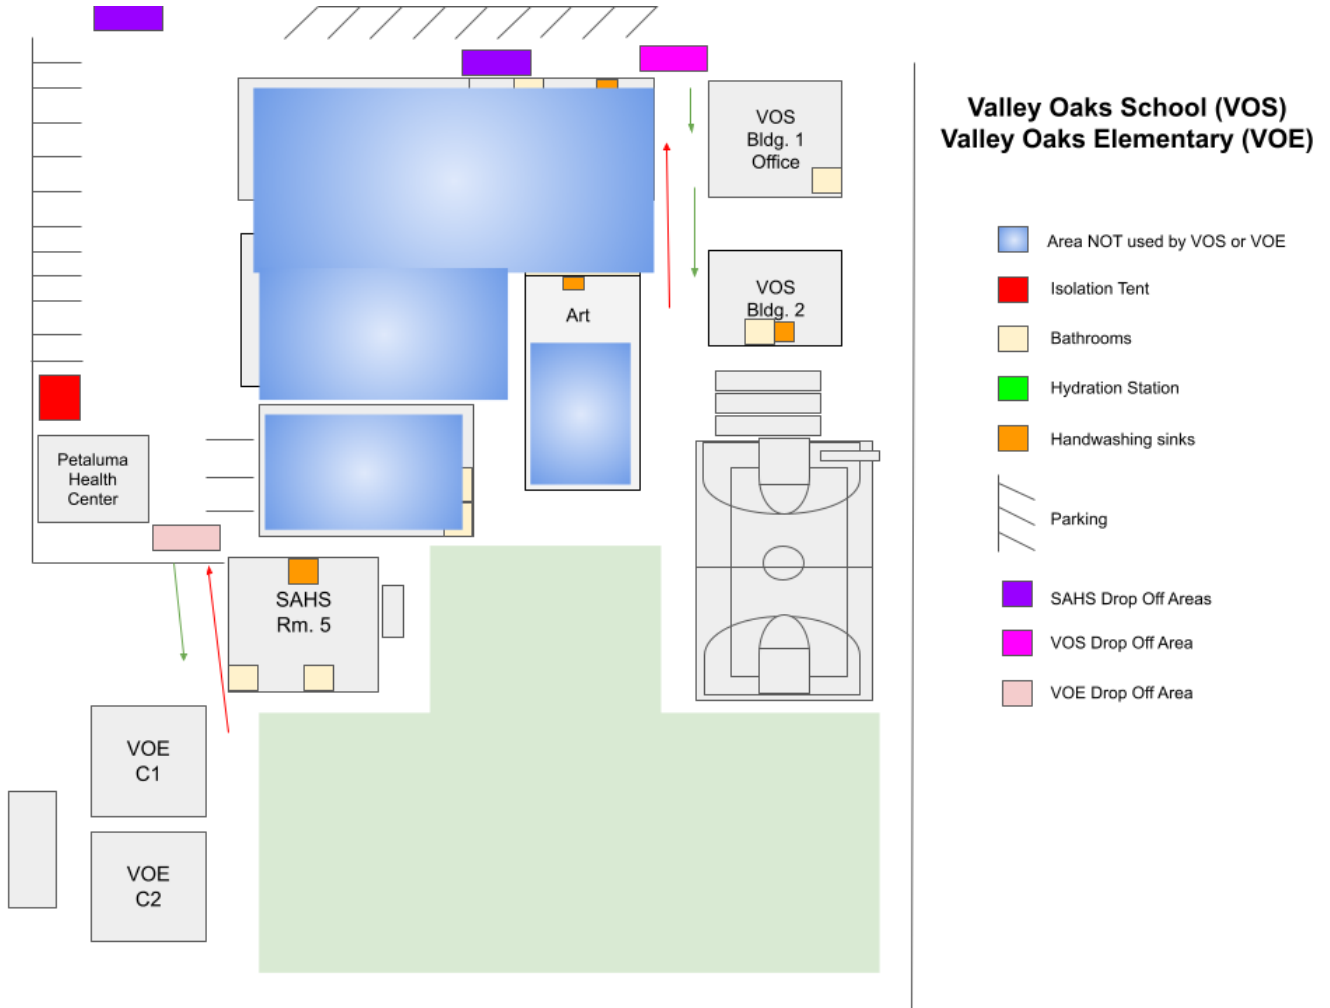 Valley Oaks School (VOS)
Valley Oaks Elementary (VOE)
VOS
Bldg. 1
Office
Area NOT used by VOS or VOE
Isolation Tent
VOS
Bldg. 2
Art
Bathrooms
Hydration Station
Handwashing sinks
Petaluma
Health
Center
Parking
SAHS
Rm. 5
SAHS Drop Off Areas
VOS Drop Off Area
VOE Drop Off Area
VOE
C1
VOE
C2